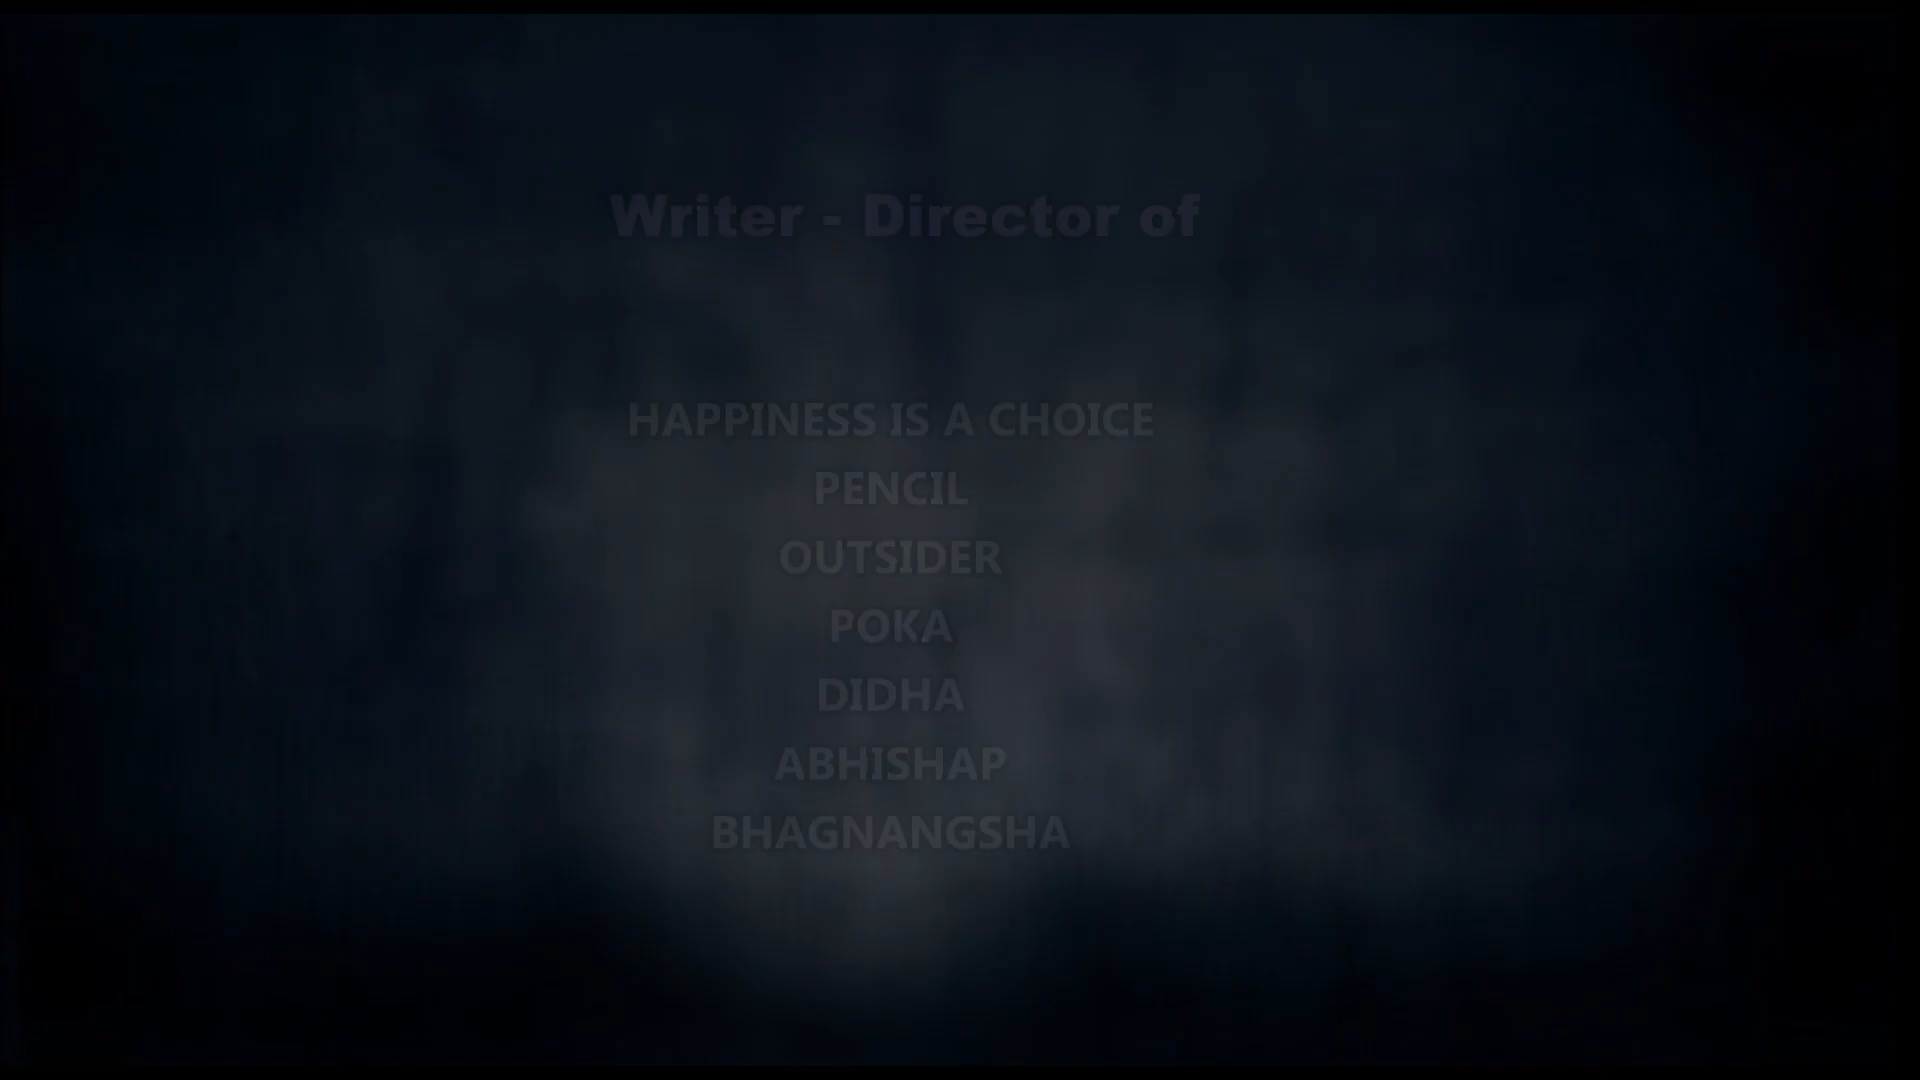 Writer - Director of
HAPPINESS IS A CHOICE
PENCIL
OUTSIDER
POKA
DIDHA
ABHISHAP
BHAGNANGSHA